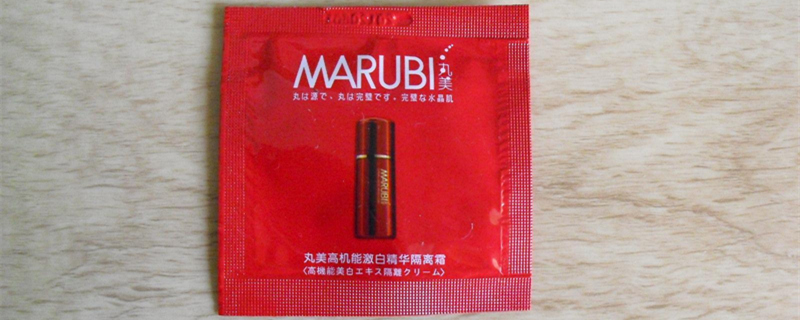 MARUBI 丸美
丸は源で。丸は完璧です。完璧な水晶肌
MARUBI
丸美高机能激白精华隔离霜
〈高機能美白エキス隔離クリーム〉